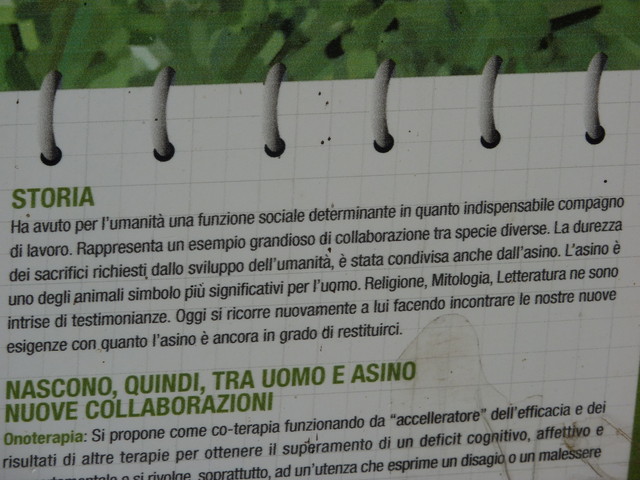 STORIA
Ha avuto per l'umanità una funzione sociale determinante in quanto indispensabile compagno
di lavoro. Rappresenta un esempio grandioso di collaborazione tra specie diverse. La durezza
dei sacrifici richiesti dallo sviluppo dell'umanità, è stata condivisa anche dall'asino. L'asino è
uno degli animali simbolo più significativi per l'uomo. Religione, Mitologia, Letteratura ne sono
intrise di testimonianze. Oggi si ricorre nuovamente a lui facendo incontrare le nostre nuove
esigenze con quanto l'asino è ancora in grado di restituirci.
NASCONO, QUINDI, TRA UOMO E ASINO
NUOVE COLLABORAZIONI
Onoterapia: Si propone come co-terapia funzionando da "accelleratore" dell'efficacia e dei
risultati di altre terapie per ottenere il superamento di un deficit cognitivo, affettivo e
o si rivolge, soprattutto, ad un'utenza che esprime un disagio o un malessere